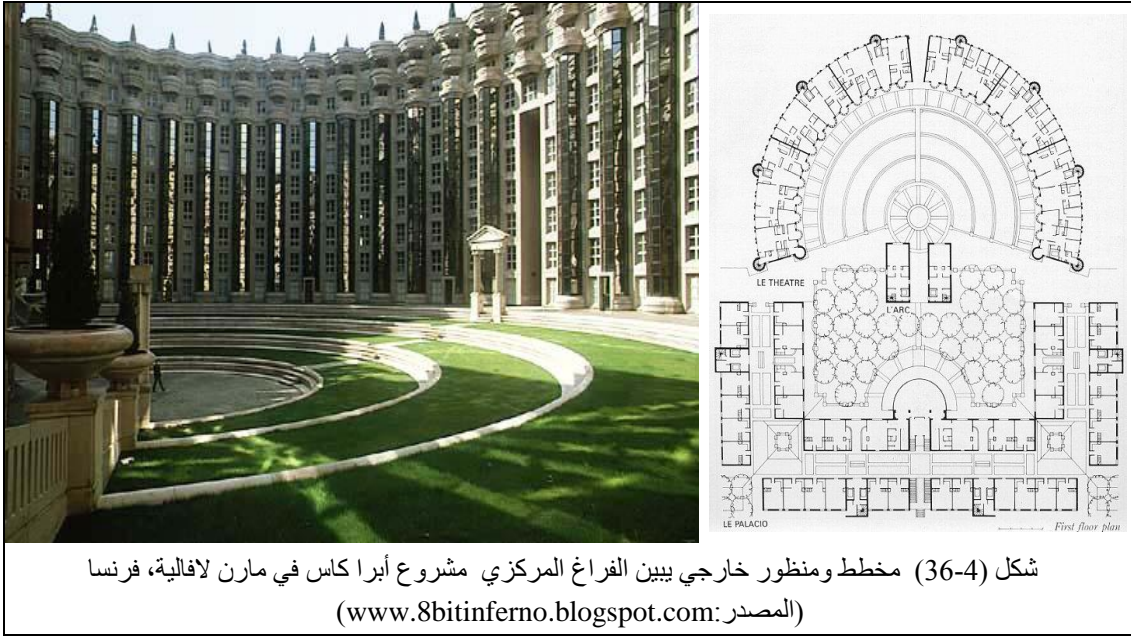 LE THEATRE
L'ARC
LE PALACIO
First floor plan
شكل (4-36) مخطط ومنظور خارجي يبين الفراغ المركزي مشروع أبرا كاس في مارن لافالية، فرنسا
(المصدر:www.8bitinferno.blogspot.com)